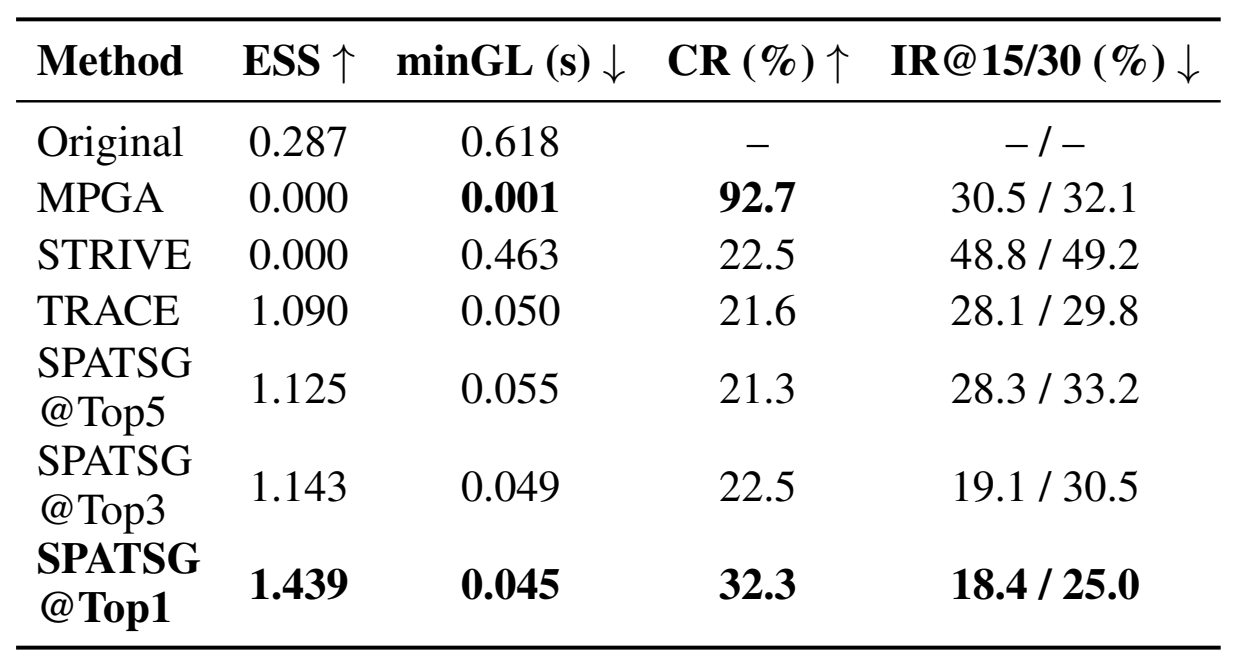 Method ESS ↑ minGL (s) ↓ CR (%) ↑ IR@15/30 (%) ↓
Original 0.287 0.618 – – / –
MPGA 0.000 0.001 92.7 30.5 / 32.1
STRIVE 0.000 0.463 22.5 48.8 / 49.2
TRACE 1.090 0.050 21.6 28.1 / 29.8
SPATSG
@Top5 1.125 0.055 21.3 28.3 / 33.2
SPATSG
@Top3 1.143 0.049 22.5 19.1 / 30.5
SPATSG
@Top1 1.439 0.045 32.3 18.4 / 25.0